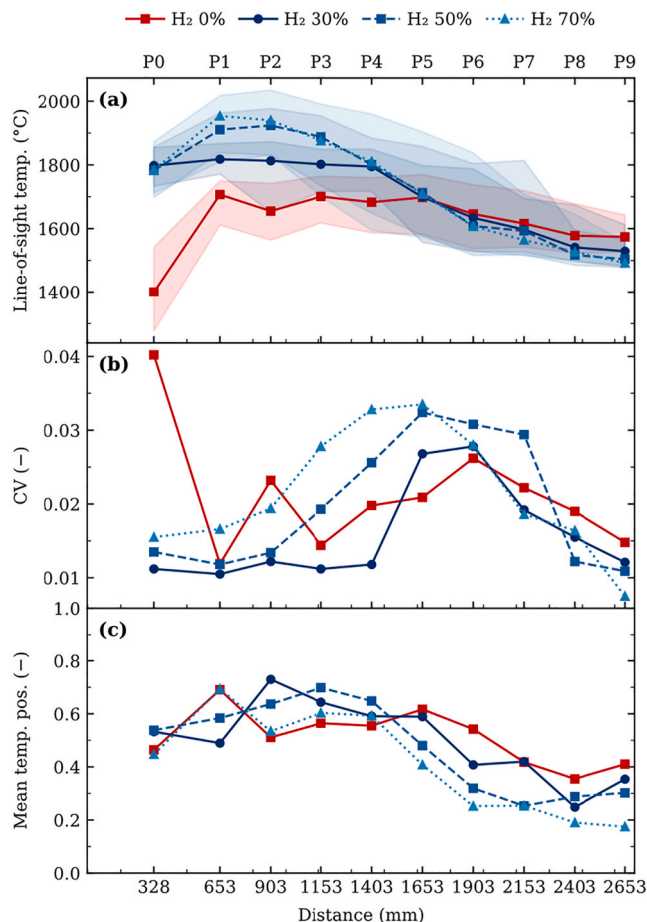 H₂ 0% H₂ 30% H₂ 50% H₂ 70%
P0 P1 P2 P3 P4 P5 P6 P7 P8 P9
(a)
2000
1800
1600
1400
Line-of-sight temp. (°C)
(b)
0.04
0.03
0.02
0.01
CV (−)
(c)
1.0
0.8
0.6
0.4
0.2
0.0
Mean temp. pos. (−)
328 653 903 1153 1403 1653 1903 2153 2403 2653
Distance (mm)